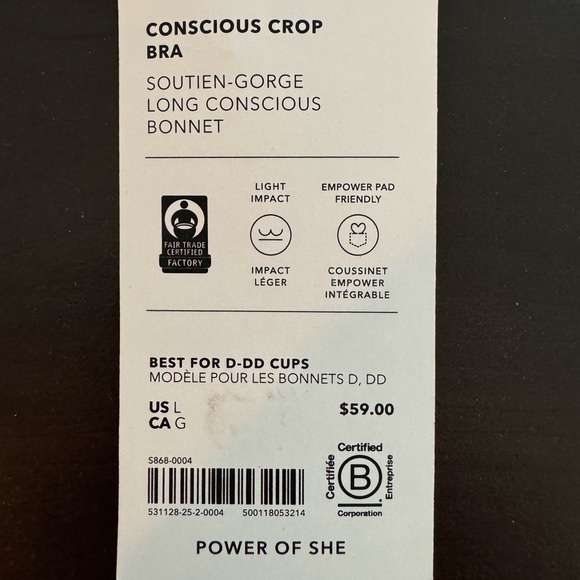 CONSCIOUS CROP
BRA
SOUTIEN-GORGE
LONG CONSCIOUS
BONNET
FAIR TRADE
CERTIFIED
FACTORY
LIGHT
IMPACT
IMPACT
LÉGER
EMPOWER PAD
FRIENDLY
COUSSINET
EMPOWER
INTÉGRABLE
BEST FOR D-DD CUPS
MODÈLE POUR LES BONNETS D, DD
US L
CA G
$59.00
S868-0004
531128-25-2-0004 500118053214
Certified
Certifiée
B
Entreprise
Corporation
POWER OF SHE